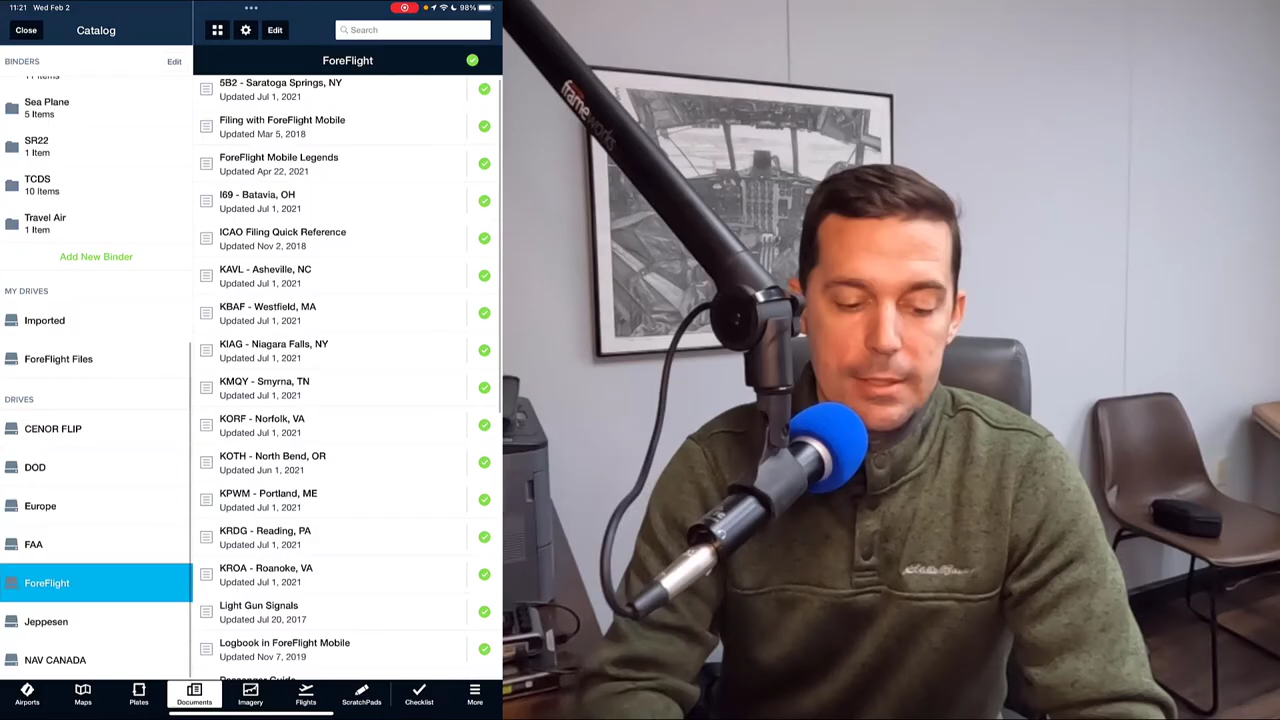 11:21 Wed Feb 2
98%
Close
Catalog
Edit
Search
BINDERS
Edit
ForeFlight
Sea Plane
5 Items
SR22
1 Item
TCDS
10 Items
Travel Air
1 Item
Add New Binder
MY DRIVES
Imported
ForeFlight Files
DRIVES
CENOR FLIP
DOD
Europe
FAA
ForeFlight
Jeppesen
NAV CANADA
5B2 - Saratoga Springs, NY
Updated Jul 1, 2021
Filing with ForeFlight Mobile
Updated Mar 5, 2018
ForeFlight Mobile Legends
Updated Apr 22, 2021
I69 - Batavia, OH
Updated Jul 1, 2021
ICAO Filing Quick Reference
Updated Nov 2, 2018
KAVL - Asheville, NC
Updated Jul 1, 2021
KBAF - Westfield, MA
Updated Jul 1, 2021
KIAG - Niagara Falls, NY
Updated Jul 1, 2021
KMQY - Smyrna, TN
Updated Jul 1, 2021
KORF - Norfolk, VA
Updated Jul 1, 2021
KOTH - North Bend, OR
Updated Jun 1, 2021
KPWM - Portland, ME
Updated Jul 1, 2021
KRDG - Reading, PA
Updated Jul 1, 2021
KROA - Roanoke, VA
Updated Jul 1, 2021
Light Gun Signals
Updated Jul 20, 2017
Logbook in ForeFlight Mobile
Updated Nov 7, 2019
Airports
Maps
Plates
Documents
Imagery
Flights
ScratchPads
Checklist
More
frameworks